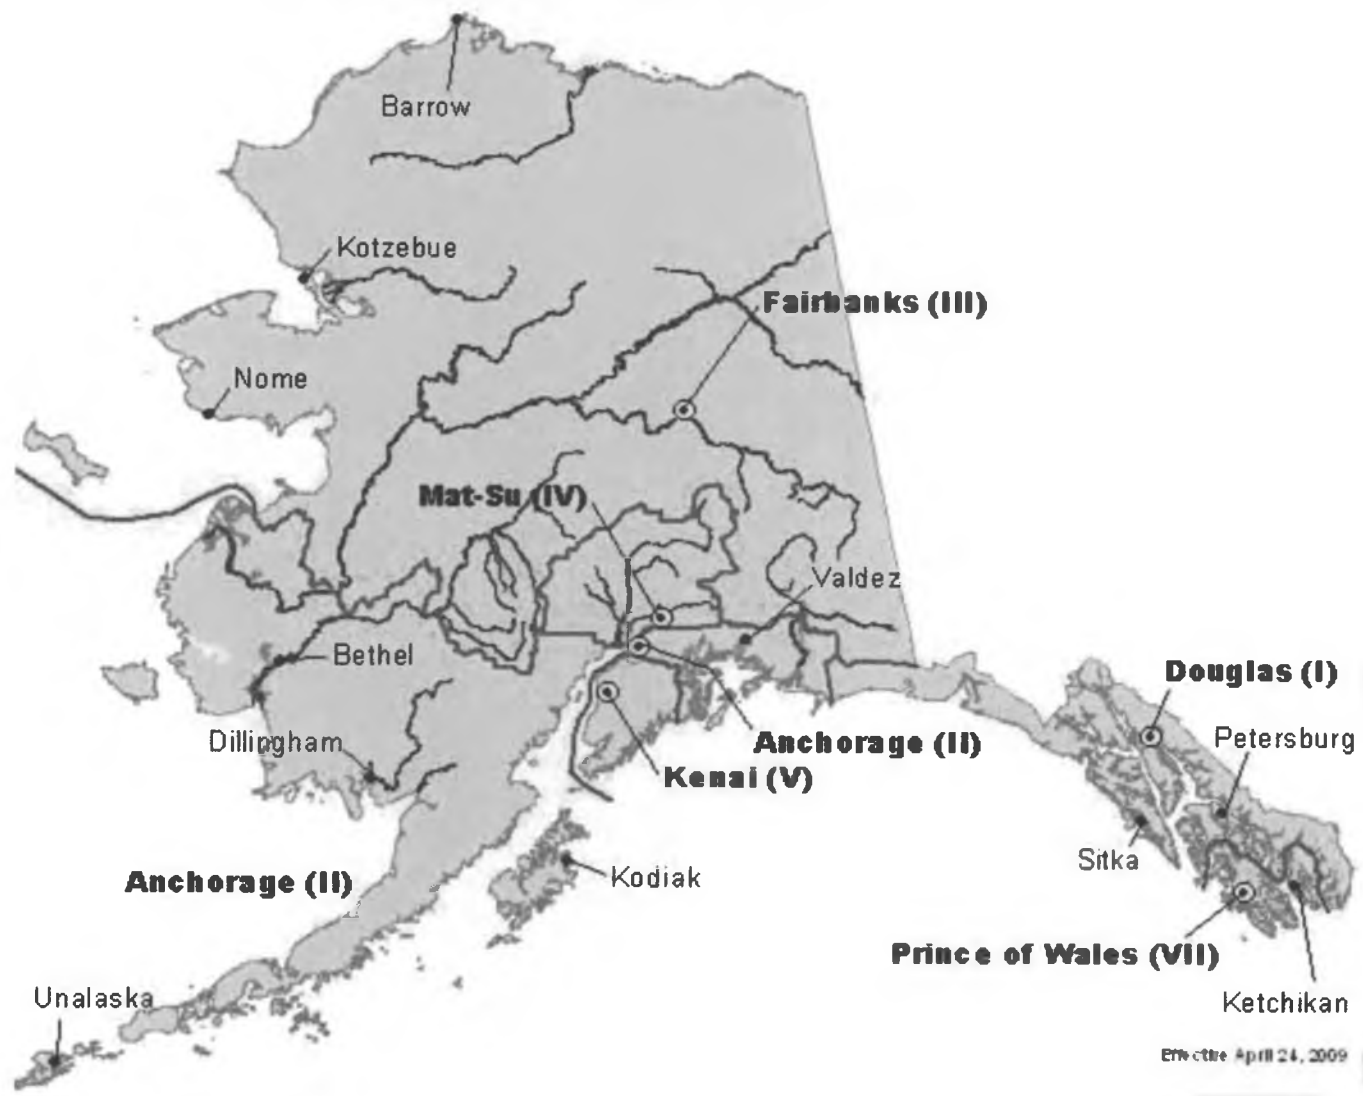 Barrow
Kotzebue
Fairbanks (III)
Nome
Mat-Su (IV)
Valdez
Bethel
Douglas (I)
Dillingham
Anchorage (II)
Petersburg
Kenai (V)
Sitka
Anchorage (II)
Kodiak
Prince of Wales (VII)
Unalaska
Ketchikan
Effective April 24, 2009